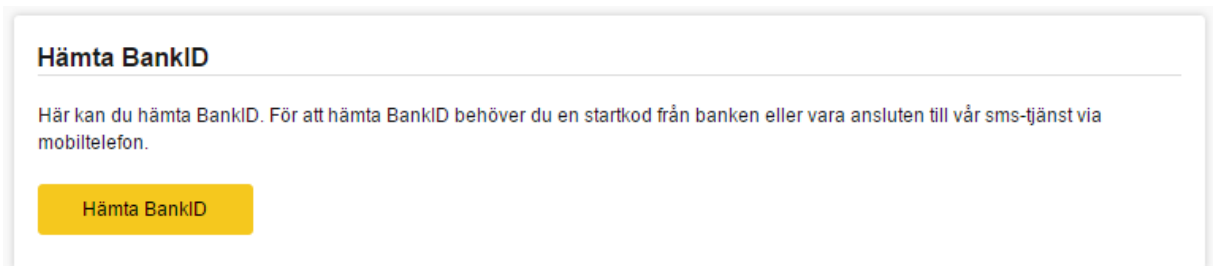 Hämta BankID
Här kan du hämta BankID. För att hämta BankID behöver du en startkod från banken eller vara ansluten till vår sms-tjänst via
mobiltelefon.
Hämta BankID